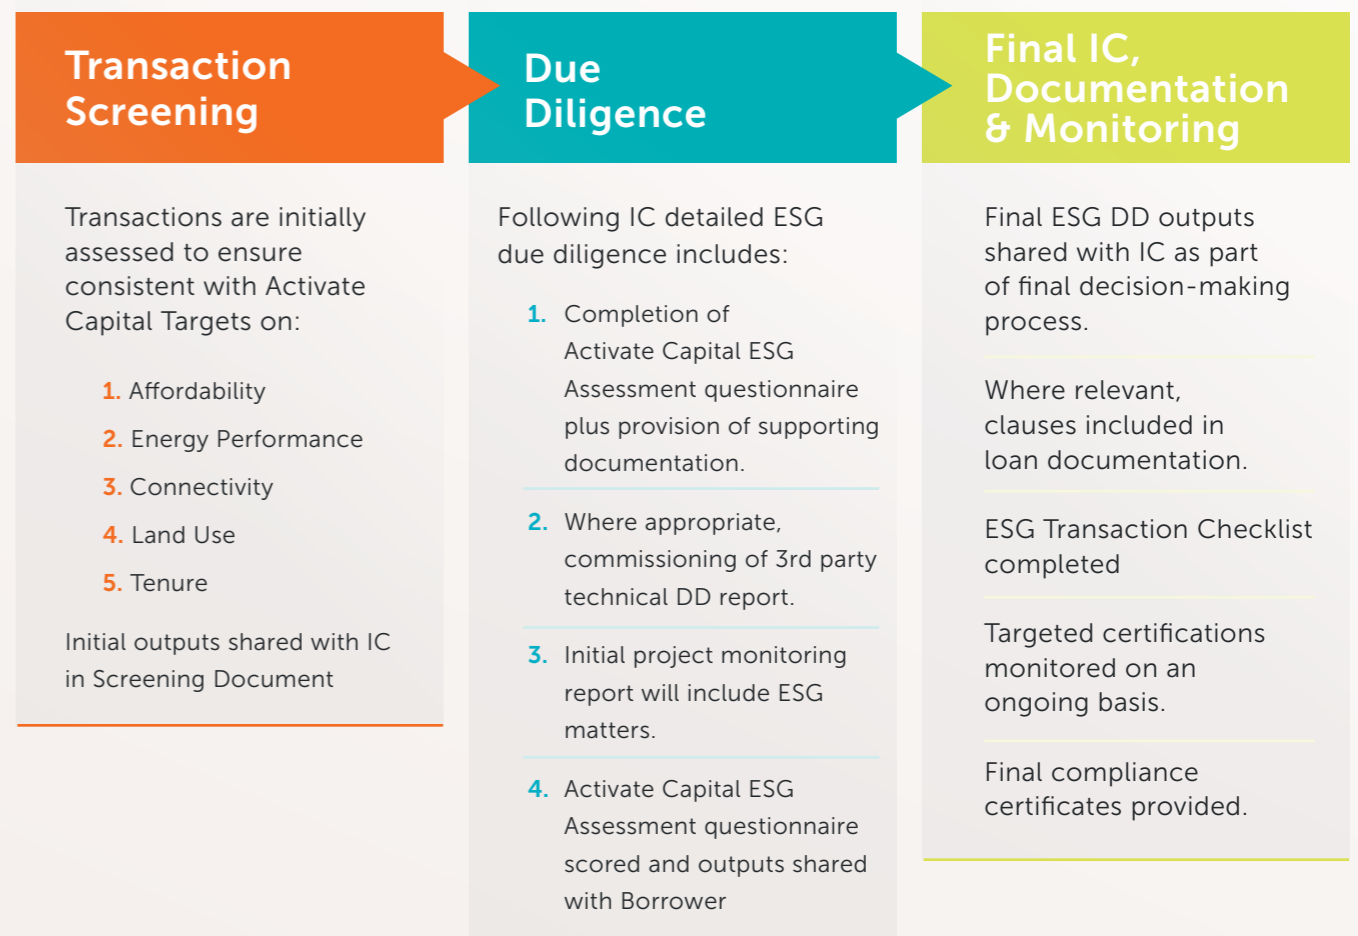 Transaction
Screening
Transactions are initially
assessed to ensure
consistent with Activate
Capital Targets on:
1. Affordability
2. Energy Performance
3. Connectivity
4. Land Use
5. Tenure
Initial outputs shared with IC
in Screening Document
Due
Diligence
Following IC detailed ESG
due diligence includes:
1. Completion of
Activate Capital ESG
Assessment questionnaire
plus provision of supporting
documentation.
2. Where appropriate,
commissioning of 3rd party
technical DD report.
3. Initial project monitoring
report will include ESG
matters.
4. Activate Capital ESG
Assessment questionnaire
scored and outputs shared
with Borrower
Final IC,
Documentation
& Monitoring
Final ESG DD outputs
shared with IC as part
of final decision-making
process.
Where relevant,
clauses included in
loan documentation.
ESG Transaction Checklist
completed
Targeted certifications
monitored on an
ongoing basis.
Final compliance
certificates provided.